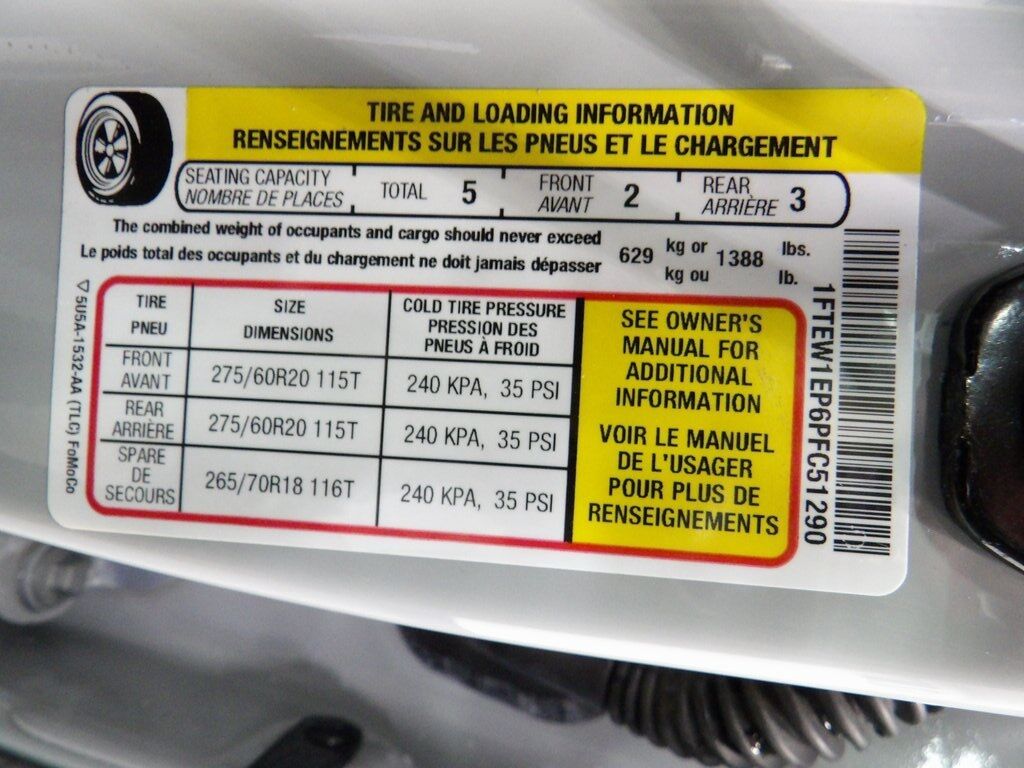 TIRE AND LOADING INFORMATION
RENSEIGNEMENTS SUR LES PNEUS ET LE CHARGEMENT
SEATING CAPACITY
NOMBRE DE PLACES
TOTAL 5
FRONT
AVANT 2
REAR
ARRIÈRE 3
The combined weight of occupants and cargo should never exceed
Le poids total des occupants et du chargement ne doit jamais dépasser
629 kg or 1388 lbs.
kg ou lb.
TIRE
PNEU
SIZE
DIMENSIONS
COLD TIRE PRESSURE
PRESSION DES
PNEUS À FROID
FRONT
AVANT
275/60R20 115T
240 KPA, 35 PSI
REAR
ARRIÈRE
275/60R20 115T
240 KPA, 35 PSI
SPARE
DE
SECOURS
265/70R18 116T
240 KPA, 35 PSI
SEE OWNER'S
MANUAL FOR
ADDITIONAL
INFORMATION
VOIR LE MANUEL
DE L'USAGER
POUR PLUS DE
RENSEIGNEMENTS
5U5A-1532-AA (TLC) FoMoCo
1FTEW1EP6PFC51290